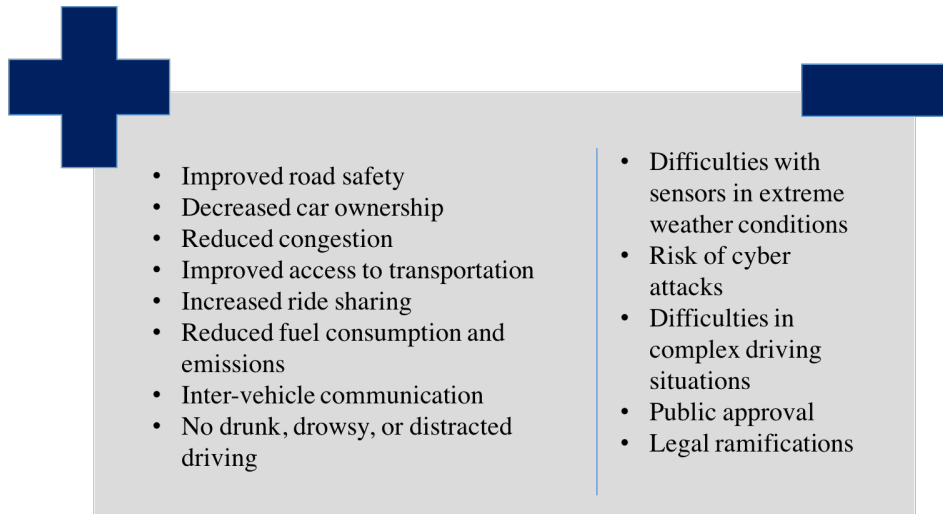 • Improved road safety
• Decreased car ownership
• Reduced congestion
• Improved access to transportation
• Increased ride sharing
• Reduced fuel consumption and
emissions
• Inter-vehicle communication
• No drunk, drowsy, or distracted
driving
• Difficulties with
sensors in extreme
weather conditions
• Risk of cyber
attacks
• Difficulties in
complex driving
situations
• Public approval
• Legal ramifications